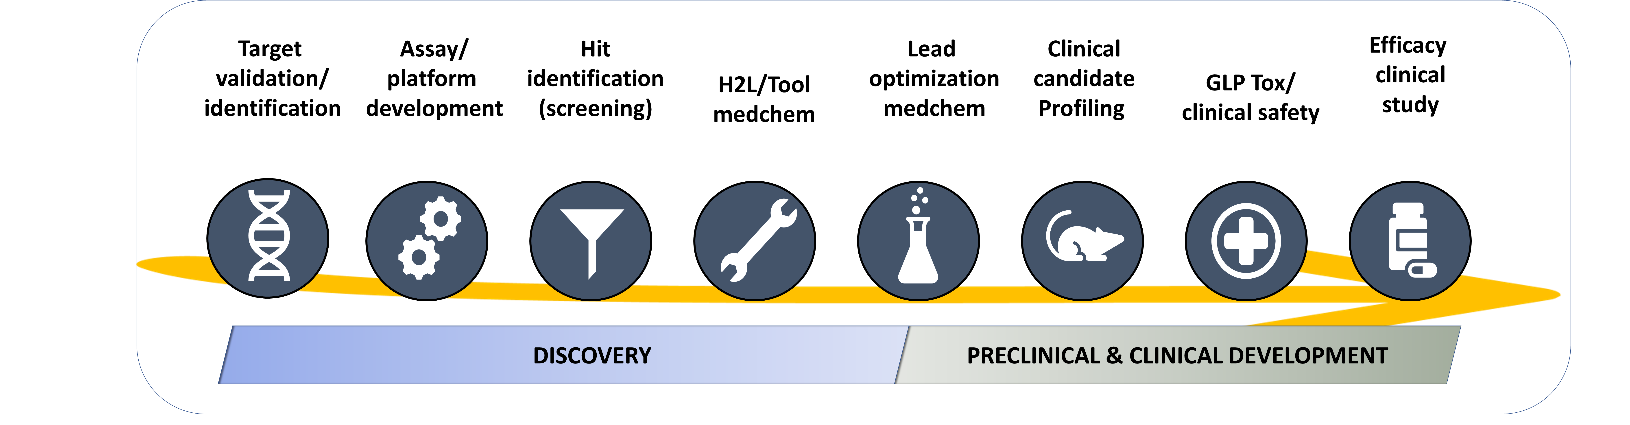 Target
validation/
identification
Assay/
platform
development
Hit
identification
(screening)
H2L/Tool
medchem
Lead
optimization
medchem
Clinical
candidate
Profiling
GLP Tox/
clinical safety
Efficacy
clinical
study
DISCOVERY
PRECLINICAL & CLINICAL DEVELOPMENT